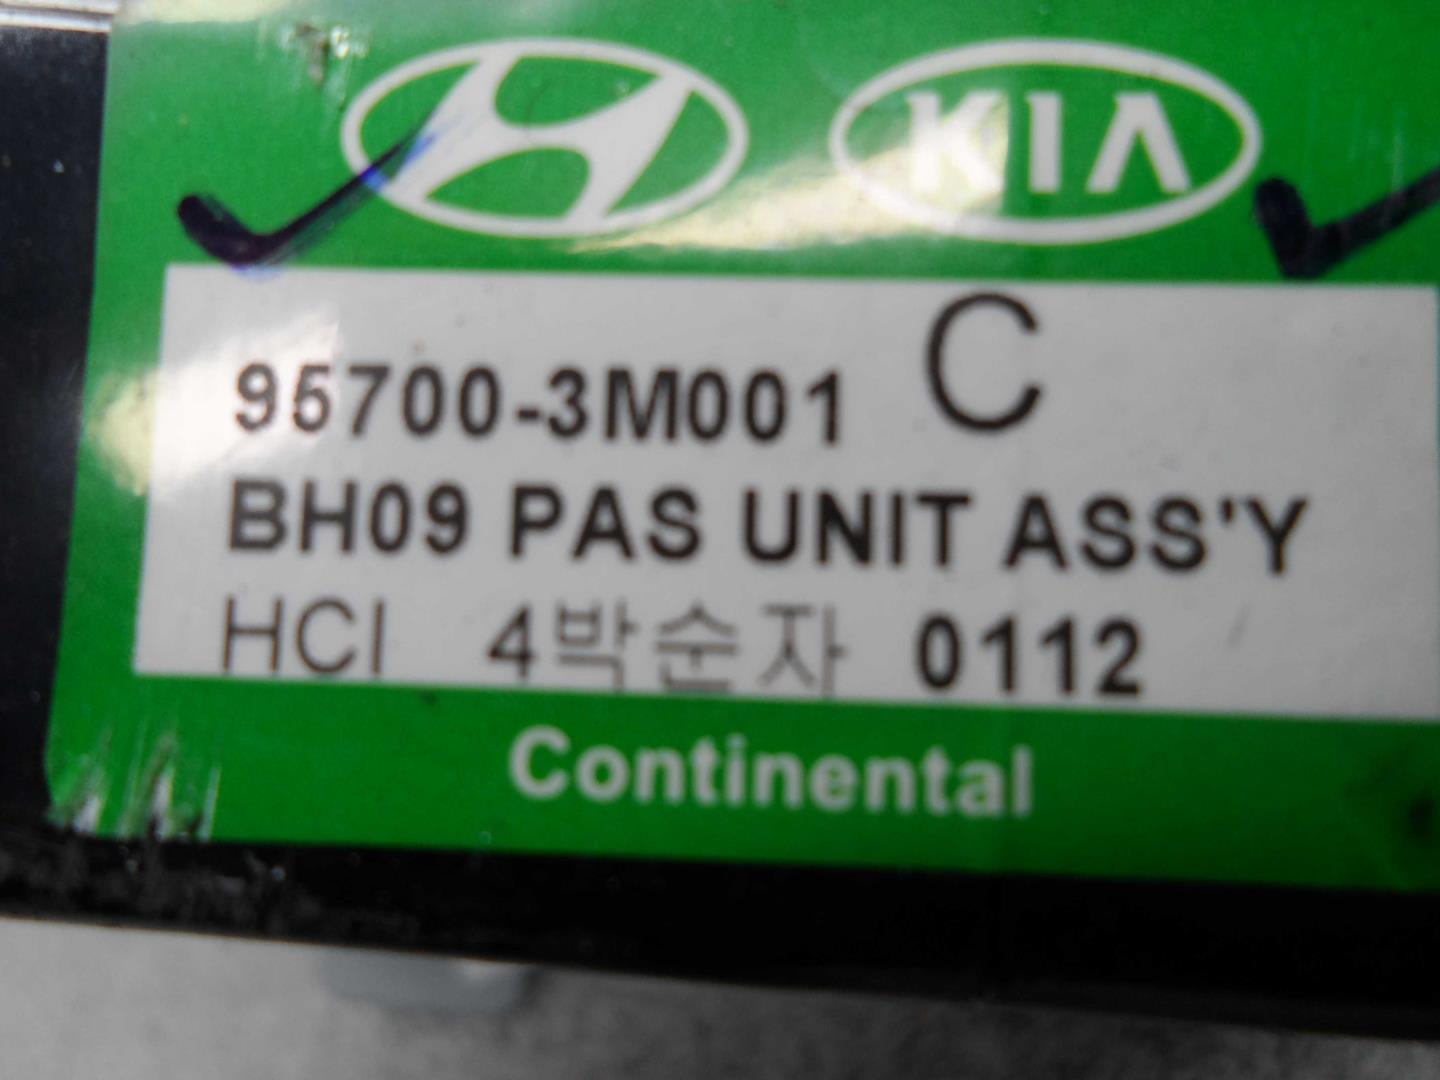 KIA
95700-3M001 C
BH09 PAS UNIT ASS'Y
HCI 4박순자 0112
Continental